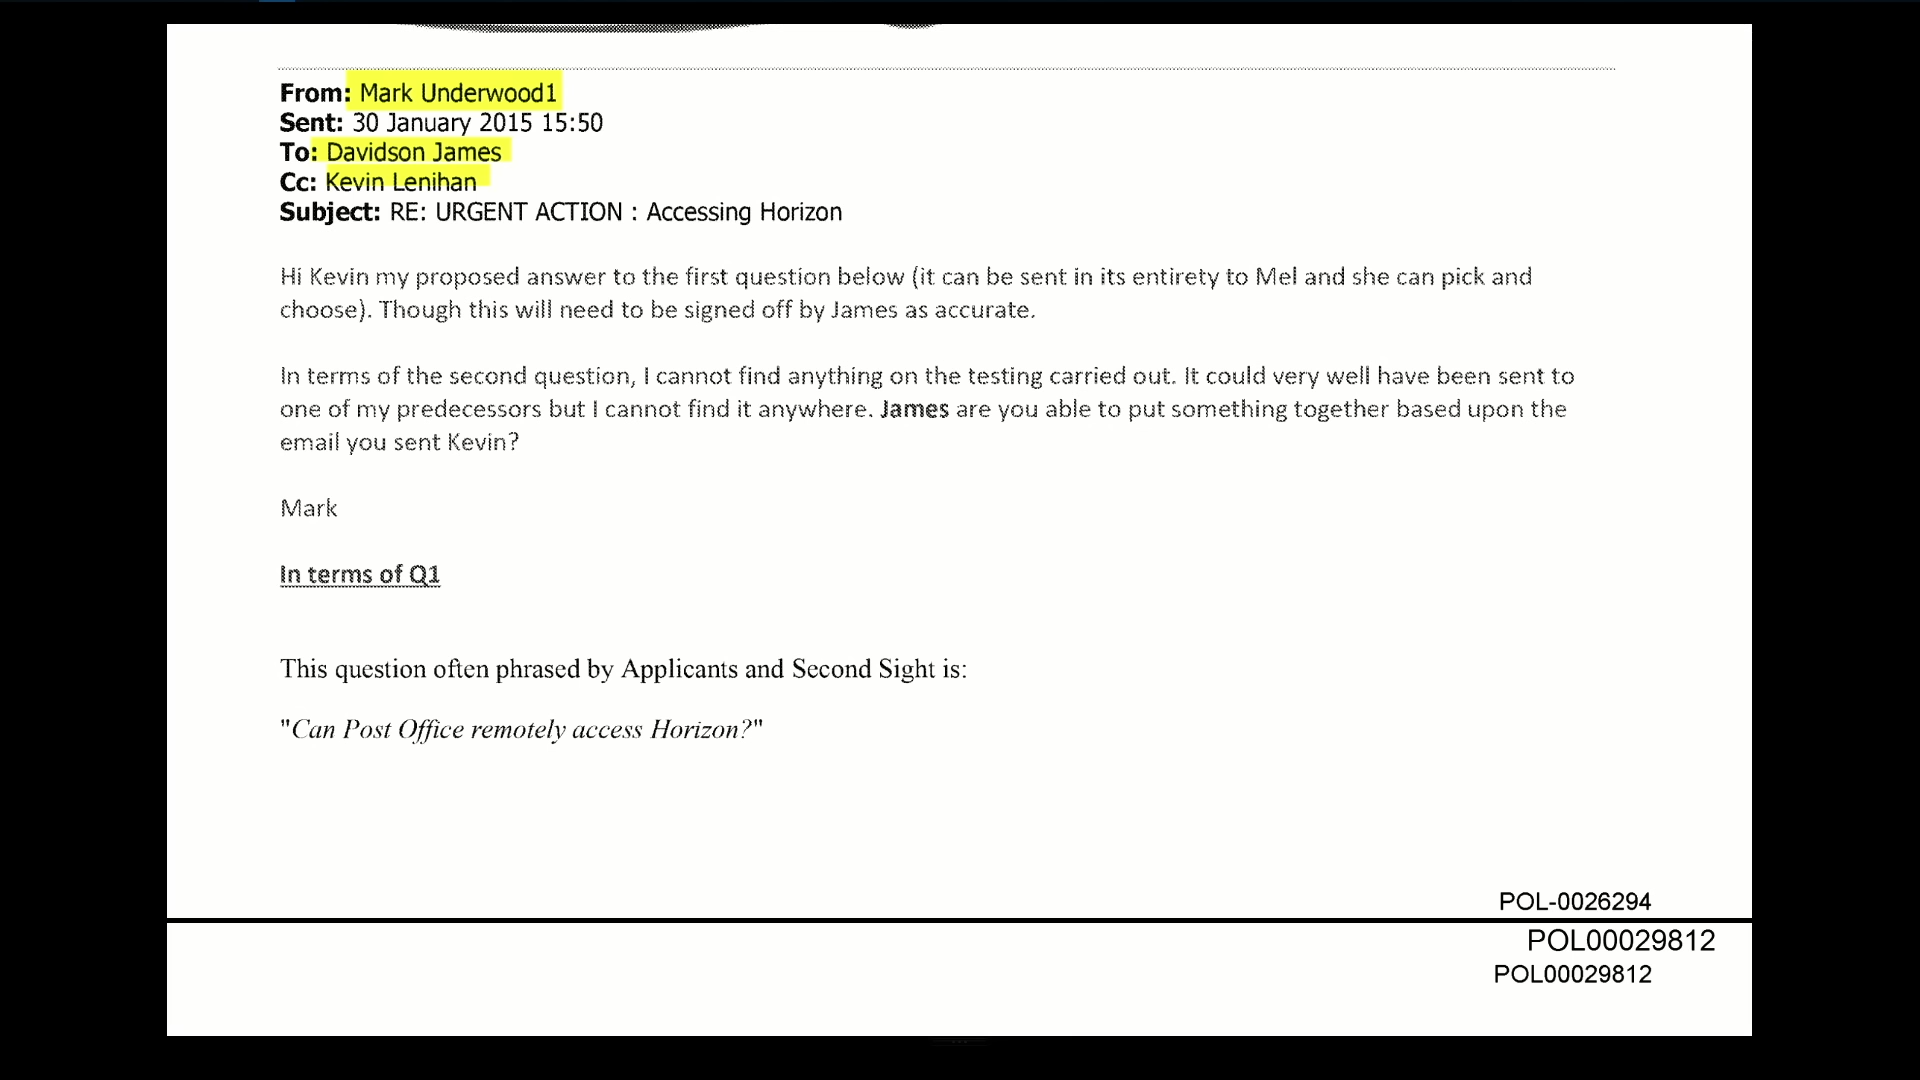 From: Mark Underwood1
Sent: 30 January 2015 15:50
To: Davidson James
Cc: Kevin Lenihan
Subject: RE: URGENT ACTION : Accessing Horizon
Hi Kevin my proposed answer to the first question below (it can be sent in its entirety to Mel and she can pick and
choose). Though this will need to be signed off by James as accurate.
In terms of the second question, I cannot find anything on the testing carried out. It could very well have been sent to
one of my predecessors but I cannot find it anywhere. James are you able to put something together based upon the
email you sent Kevin?
Mark
In terms of Q1
This question often phrased by Applicants and Second Sight is:
"Can Post Office remotely access Horizon?"
POL-0026294
POL00029812
POL00029812